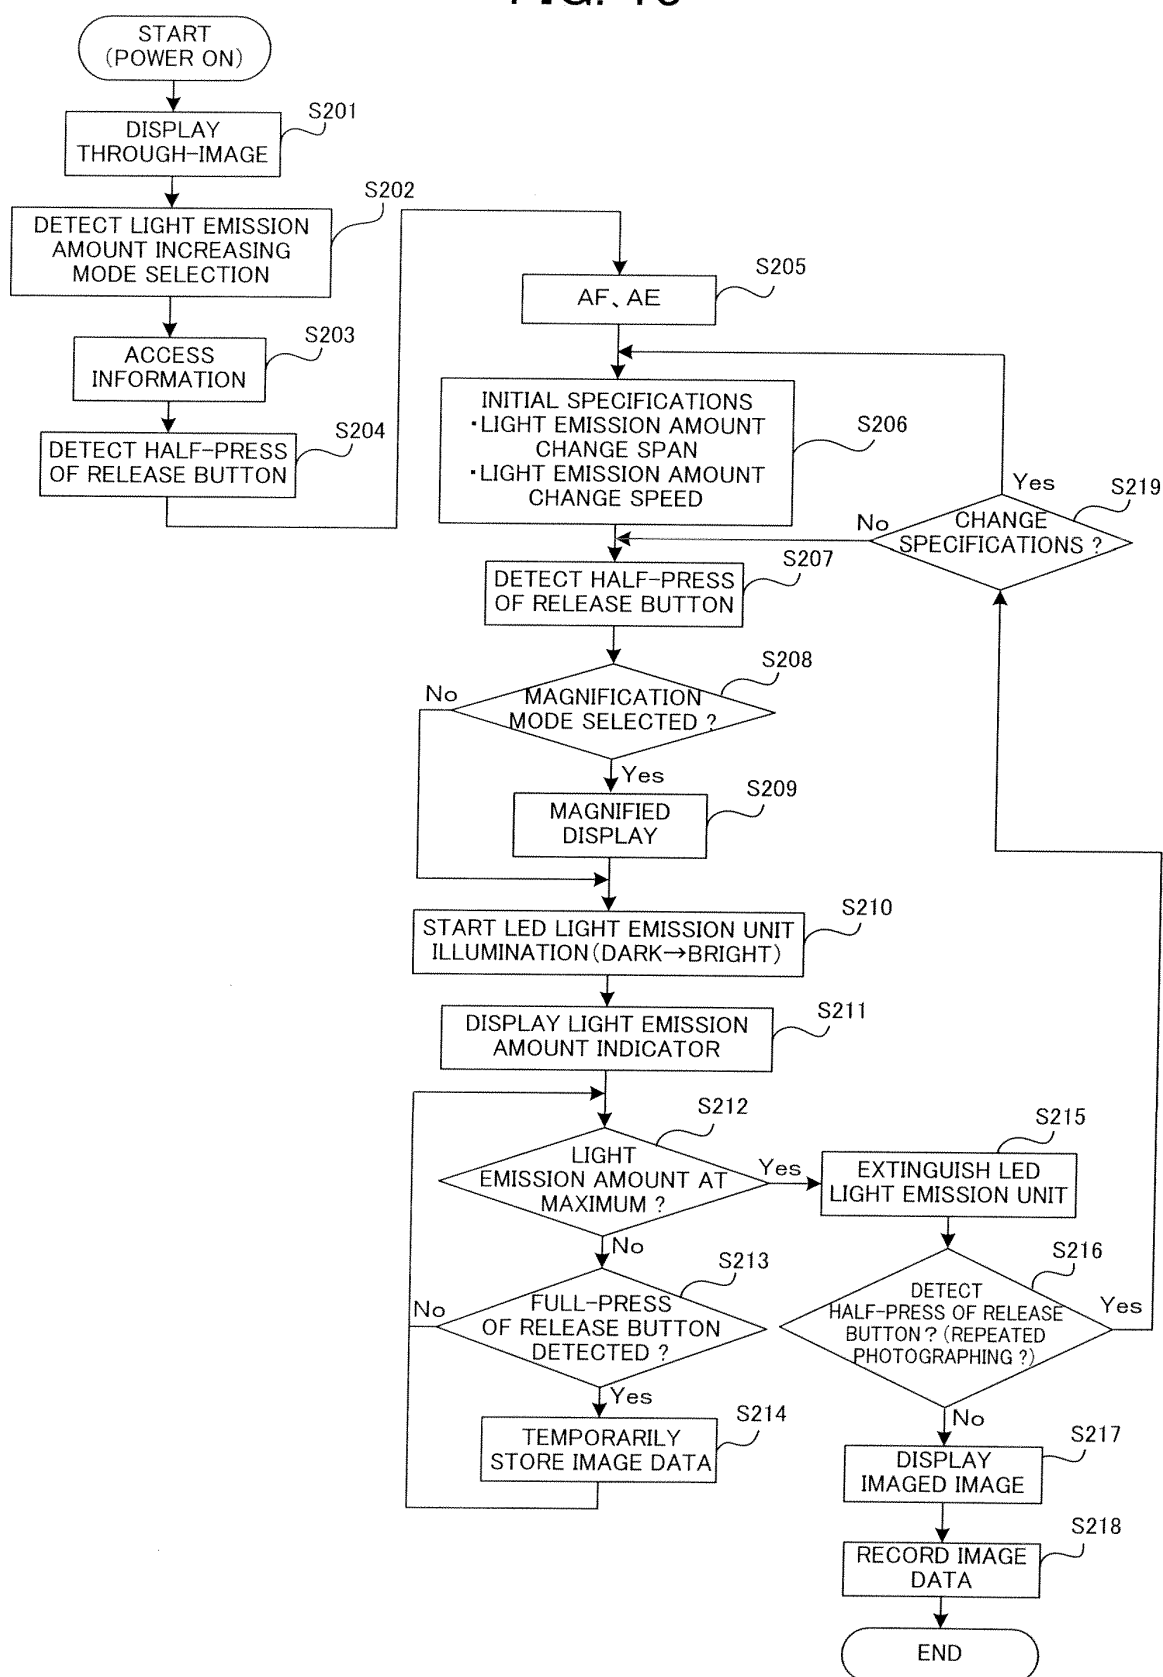 START
(POWER ON)
S201
DISPLAY
THROUGH-IMAGE
S202
DETECT LIGHT EMISSION
AMOUNT INCREASING
MODE SELECTION
S203
ACCESS
INFORMATION
S204
DETECT HALF-PRESS
OF RELEASE BUTTON
S205
AF、AE
INITIAL SPECIFICATIONS
・LIGHT EMISSION AMOUNT
CHANGE SPAN
・LIGHT EMISSION AMOUNT
CHANGE SPEED
S206
Yes
S219
No
CHANGE
SPECIFICATIONS ?
S207
DETECT HALF-PRESS
OF RELEASE BUTTON
S208
No
MAGNIFICATION
MODE SELECTED ?
Yes
S209
MAGNIFIED
DISPLAY
S210
START LED LIGHT EMISSION UNIT
ILLUMINATION(DARK→BRIGHT)
S211
DISPLAY LIGHT EMISSION
AMOUNT INDICATOR
S212
LIGHT
EMISSION AMOUNT AT
MAXIMUM ?
Yes
No
S213
No
FULL-PRESS
OF RELEASE BUTTON
DETECTED ?
Yes
S214
TEMPORARILY
STORE IMAGE DATA
S215
EXTINGUISH LED
LIGHT EMISSION UNIT
S216
DETECT
HALF-PRESS OF RELEASE
BUTTON ? (REPEATED
PHOTOGRAPHING ?)
Yes
No
S217
DISPLAY
IMAGED IMAGE
S218
RECORD IMAGE
DATA
END